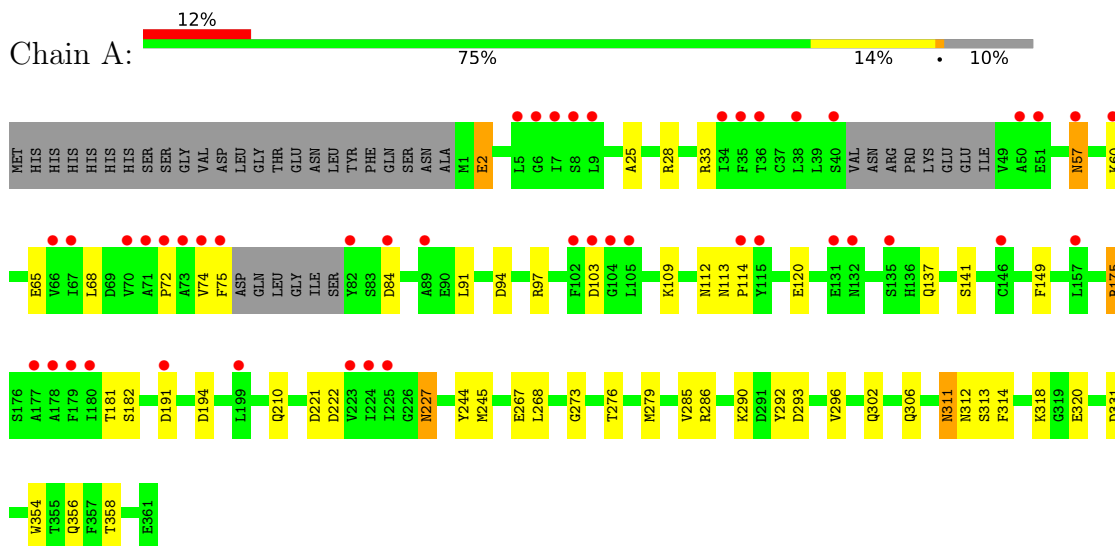 12%
Chain A:
75% 14% • 10%
MET HIS HIS HIS HIS HIS HIS SER SER GLY VAL ASP LEU GLY THR GLU ASN LEU TYR PHE GLN SER ASN ALA M1 E2 L5 G6 I7 S8 L9 A25 R28 R33 I34 F35 T36 C37 L38 L39 S40 VAL ASN ARG PRO LYS GLU GLU ILE V49 A50 E51 N57 K60
E65 V66 I67 L68 D69 V70 A71 P72 A73 V74 F75 ASP GLN LEU GLY ILE SER Y82 S83 D84 A89 E90 L91 D94 R97 F102 D103 G104 L105 K109 N112 N113 P114 Y115 E120 E131 N132 S135 H136 Q137 S141 C146 F149 L157 R175
S176 A177 A178 F179 I180 T181 S182 D191 D194 L199 Q210 D221 D222 V223 I224 I225 G226 N227 Y244 M245 E267 L268 G273 T276 M279 V285 R286 K290 D291 Y292 D293 V296 Q302 Q306 N311 N312 S313 F314 K318 G319 E320
W354 T355 Q356 F357 T358 E361